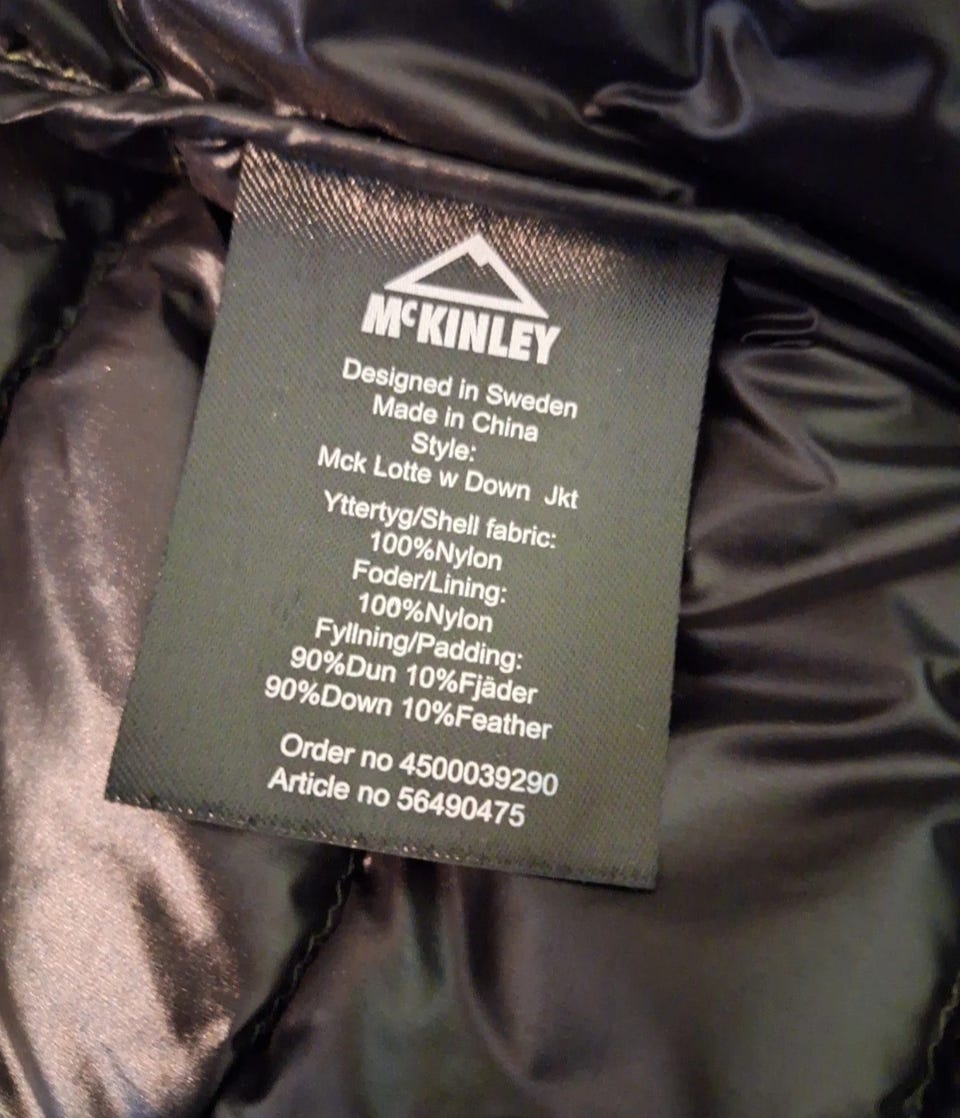 McKINLEY
Designed in Sweden
Made in China
Style:
Mck Lotte w Down Jkt
Yttertyg/Shell fabric:
100%Nylon
Foder/Lining:
100%Nylon
Fyllning/Padding:
90%Dun 10%Fjäder
90%Down 10%Feather
Order no 4500039290
Article no 56490475